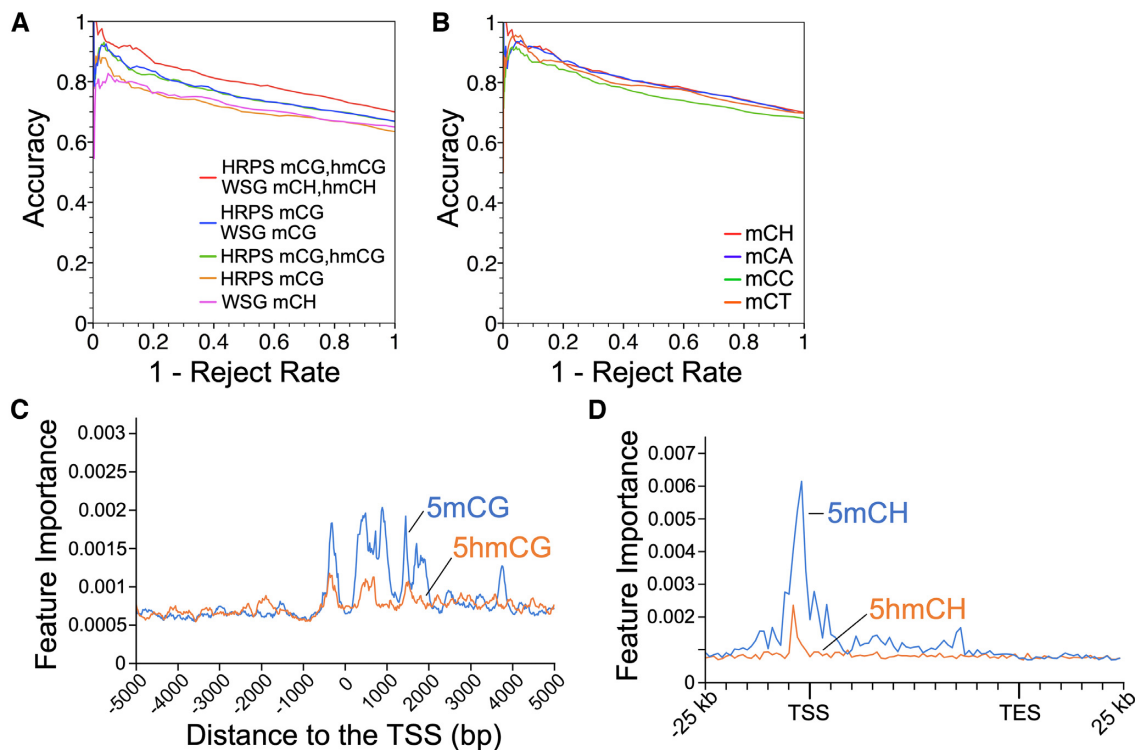 A
Accuracy
1
0.8
0.6
0.4
0.2
0
0
0.2
0.4
0.6
0.8
1
1 - Reject Rate
HRPS mCG,hmCG
WSG mCH,hmCH
HRPS mCG
WSG mCG
HRPS mCG,hmCG
HRPS mCG
WSG mCH
B
Accuracy
1
0.8
0.6
0.4
0.2
0
0
0.2
0.4
0.6
0.8
1
1 - Reject Rate
mCH
mCA
mCC
mCT
C
Feature Importance
0.003
0.0025
0.002
0.0015
0.001
0.0005
0
5mCG
5hmCG
-5000
-4000
-3000
-2000
-1000
0
1000
2000
3000
4000
5000
Distance to the TSS (bp)
D
Feature Importance
0.007
0.006
0.005
0.004
0.003
0.002
0
5mCH
5hmCH
-25 kb
TSS
TES
25 kb